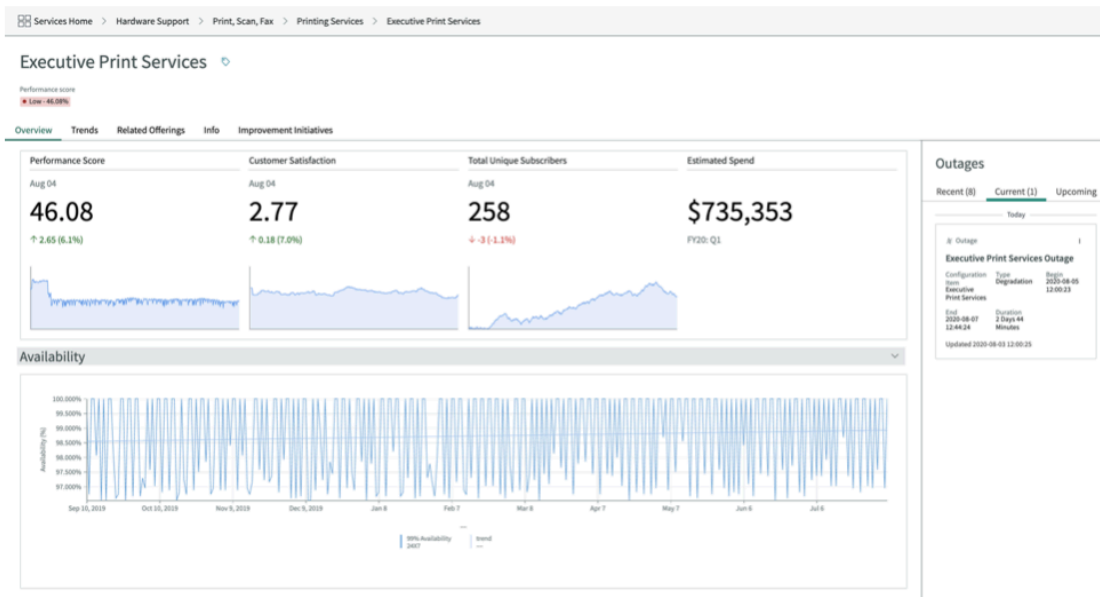 Services Home > Hardware Support > Print, Scan, Fax > Printing Services > Executive Print Services
Executive Print Services
Performance score
Low - 46.08%
Overview Trends Related Offerings Info Improvement Initiatives
Performance Score
Aug 04
46.08
↑ 2.65 (6.1%)
Customer Satisfaction
Aug 04
2.77
↑ 0.18 (7.0%)
Total Unique Subscribers
Aug 04
258
↓ -3 (-1.1%)
Estimated Spend
$735,353
FY20: Q1
Availability
Availability (%)
100.000%
99.500%
99.000%
98.500%
98.000%
97.500%
97.000%
Sep 10, 2019 Oct 10, 2019 Nov 9, 2019 Dec 9, 2019 Jan 8 Feb 7 Mar 8 Apr 7 May 7 Jun 6 Jul 6
99% Availability
24X7
trend
---
Outages
Recent (8) Current (1) Upcoming
Today
Outage
Executive Print Services Outage
Configuration Item
Executive Print Services
Type
Degradation
Begin
2020-08-05
12:00:23
End
2020-08-07
12:44:24
Duration
2 Days 44
Minutes
Updated 2020-08-03 12:00:25